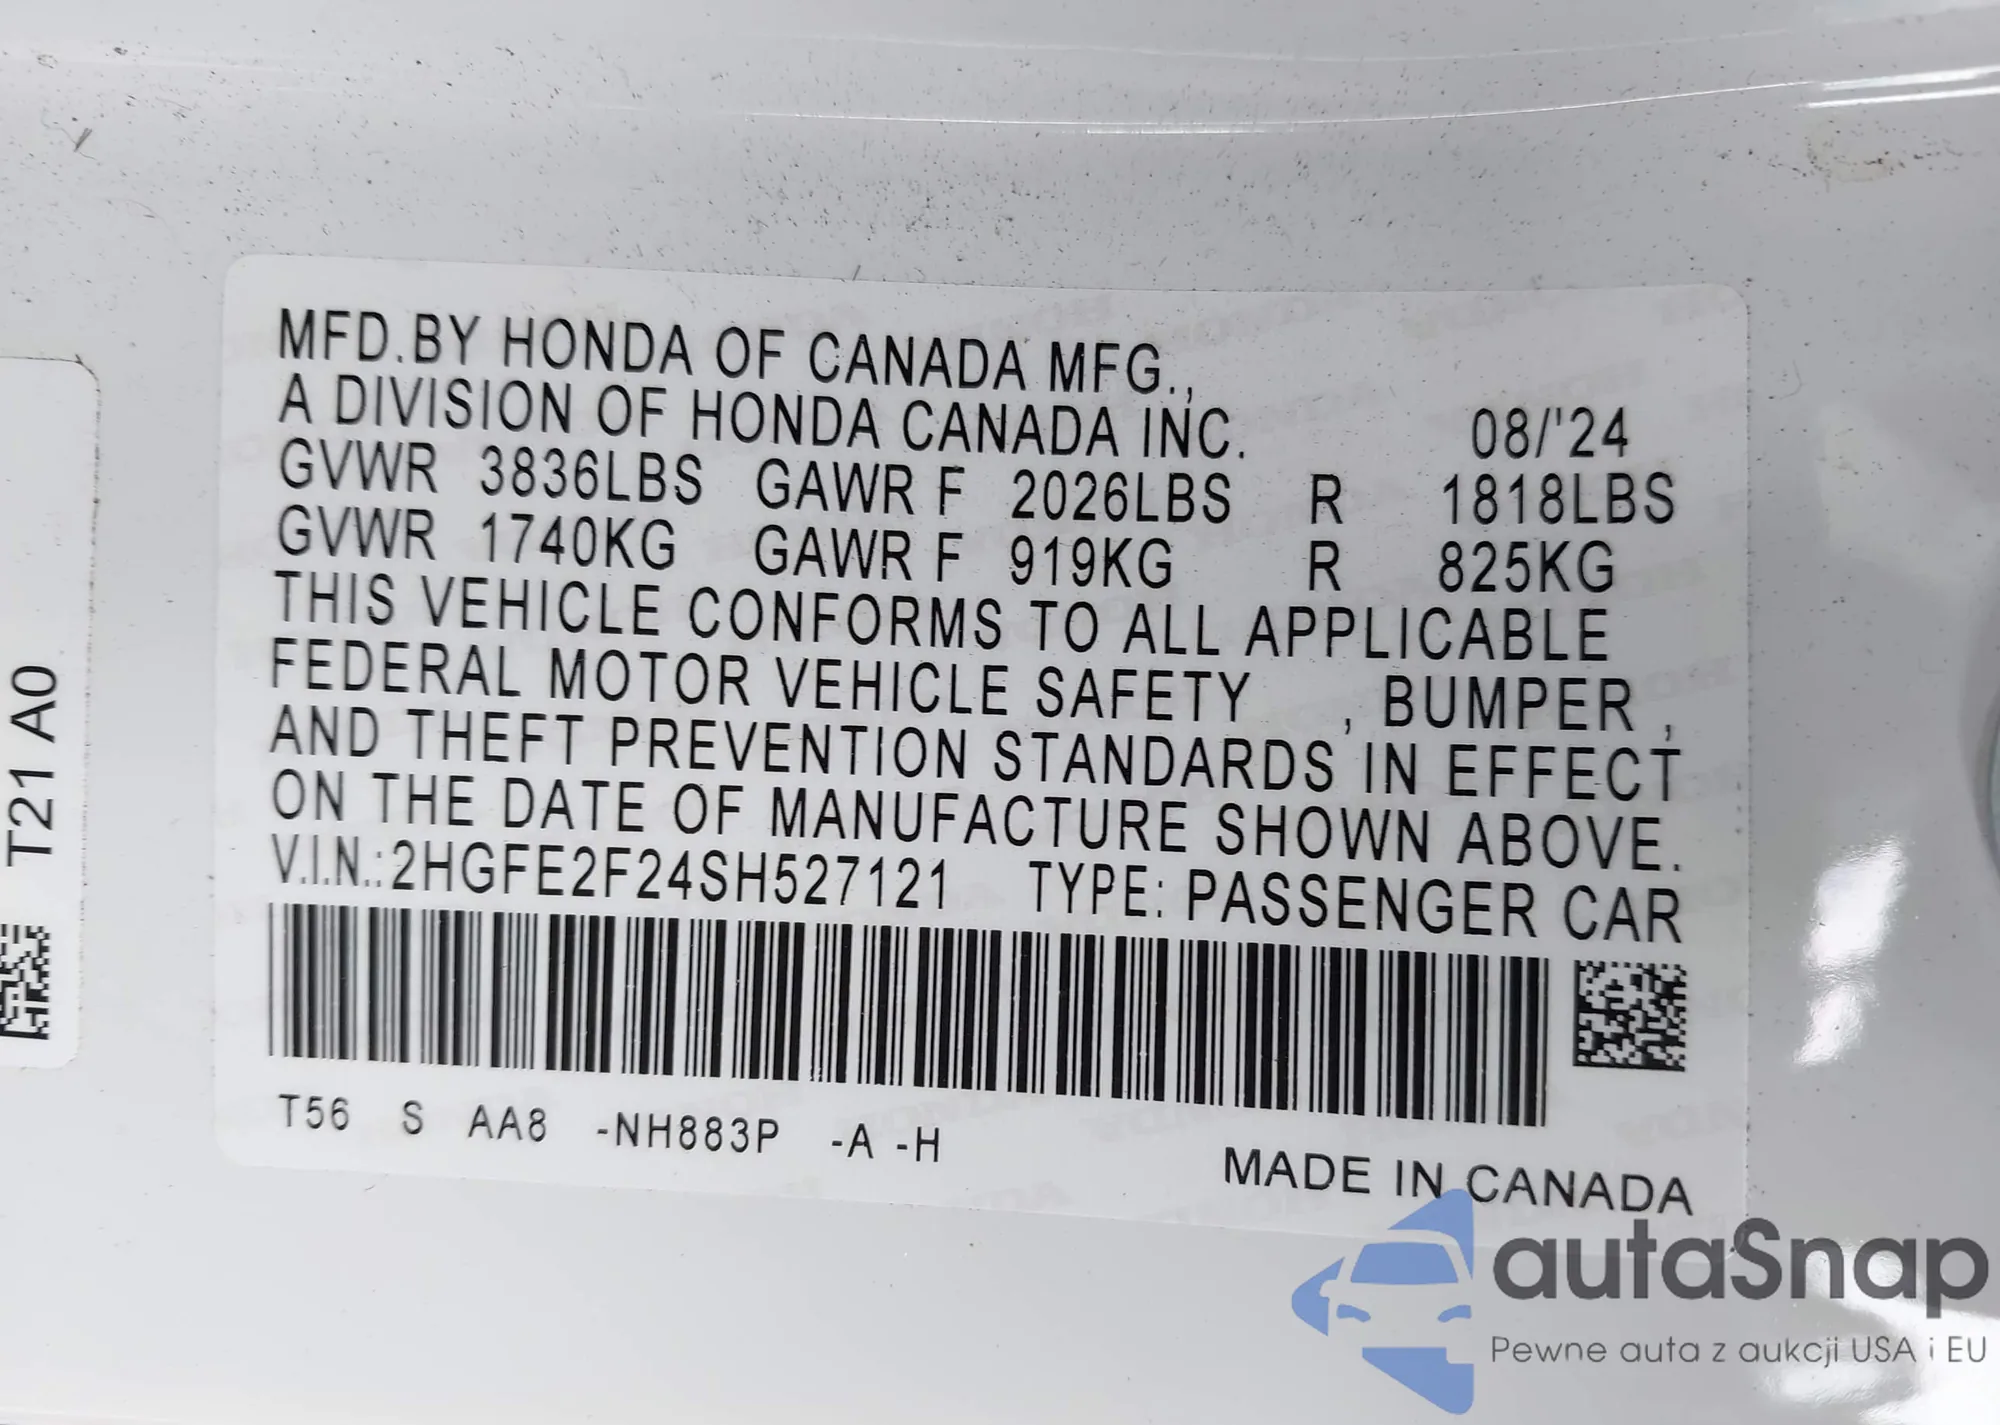 MFD.BY HONDA OF CANADA MFG.,
A DIVISION OF HONDA CANADA INC. 08/'24
GVWR 3836LBS GAWR F 2026LBS R 1818LBS
GVWR 1740KG GAWR F 919KG R 825KG
THIS VEHICLE CONFORMS TO ALL APPLICABLE
FEDERAL MOTOR VEHICLE SAFETY , BUMPER ,
AND THEFT PREVENTION STANDARDS IN EFFECT
ON THE DATE OF MANUFACTURE SHOWN ABOVE.
V.I.N.:2HGFE2F24SH527121 TYPE: PASSENGER CAR
T56 S AA8 -NH883P -A -H
MADE IN CANADA
T21 A0
autaSnap
Pewne auta z aukcji USA i EU